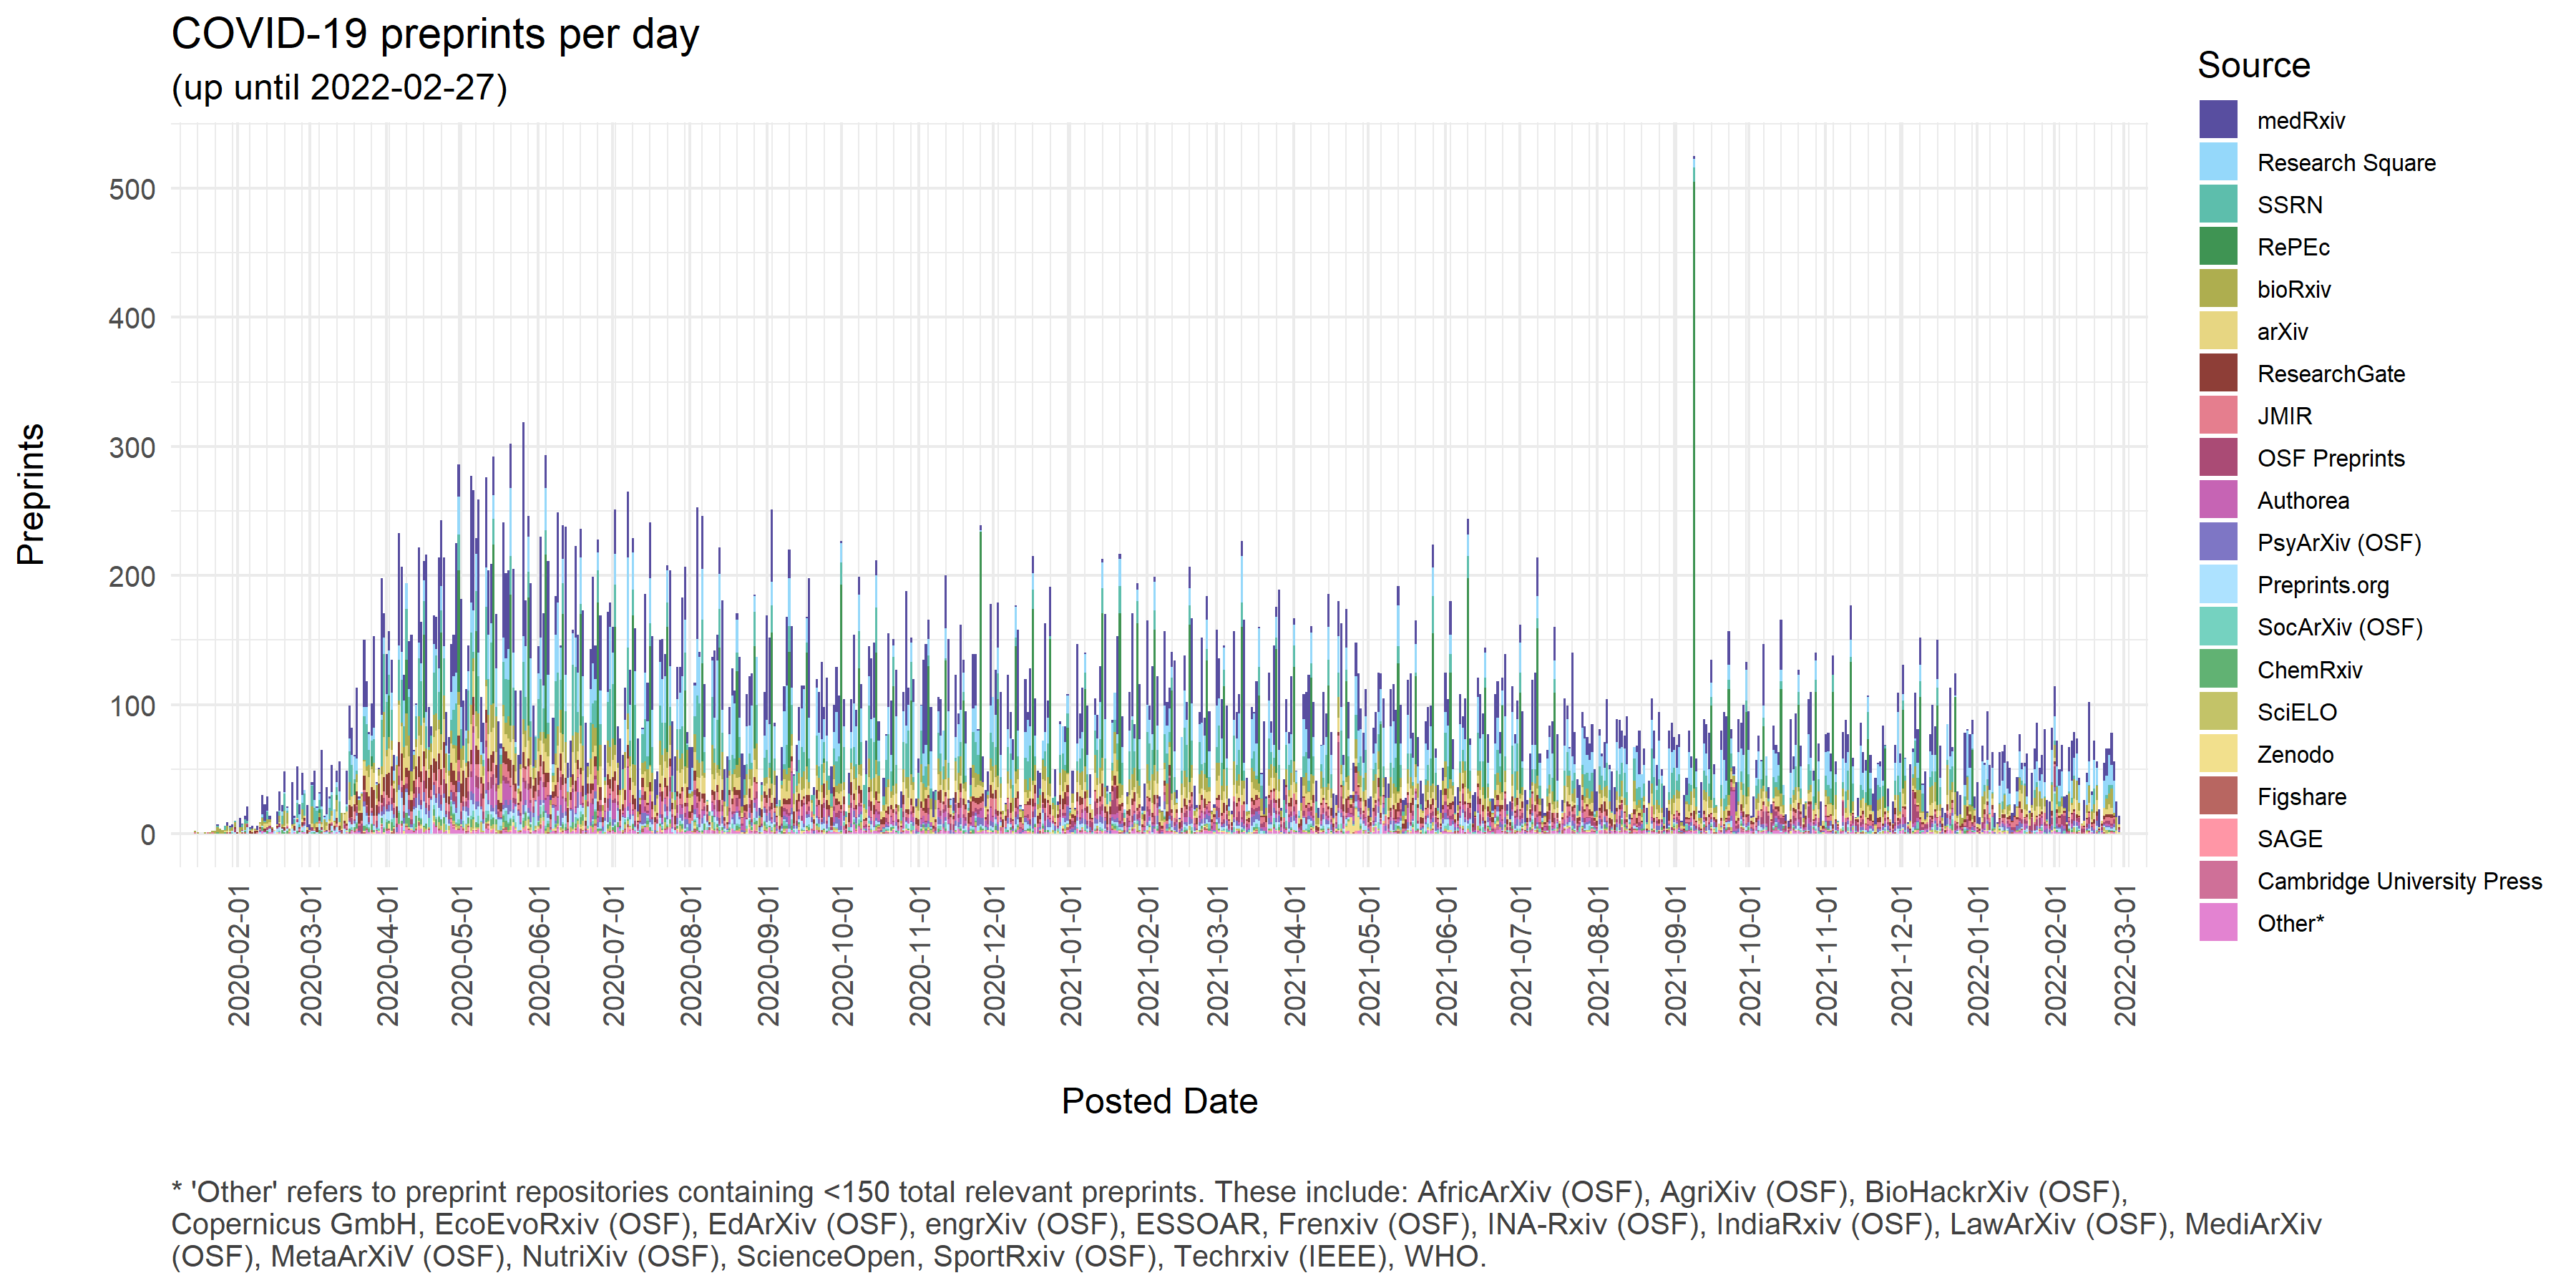 COVID-19 preprints per day
(up until 2022-02-27)
Source
medRxiv
Research Square
SSRN
RePEc
bioRxiv
arXiv
ResearchGate
JMIR
OSF Preprints
Authorea
PsyArXiv (OSF)
Preprints.org
SocArXiv (OSF)
ChemRxiv
SciELO
Zenodo
Figshare
SAGE
Cambridge University Press
Other*
Preprints
500
400
300
200
100
0
2020-02-01
2020-03-01
2020-04-01
2020-05-01
2020-06-01
2020-07-01
2020-08-01
2020-09-01
2020-10-01
2020-11-01
2020-12-01
2021-01-01
2021-02-01
2021-03-01
2021-04-01
2021-05-01
2021-06-01
2021-07-01
2021-08-01
2021-09-01
2021-10-01
2021-11-01
2021-12-01
2022-01-01
2022-02-01
2022-03-01
Posted Date
* 'Other' refers to preprint repositories containing <150 total relevant preprints. These include: AfricArXiv (OSF), AgriXiv (OSF), BioHackrXiv (OSF),
Copernicus GmbH, EcoEvoRxiv (OSF), EdArXiv (OSF), engrXiv (OSF), ESSOAR, Frenxiv (OSF), INA-Rxiv (OSF), IndiaRxiv (OSF), LawArXiv (OSF), MediArXiv
(OSF), MetaArXiV (OSF), NutriXiv (OSF), ScienceOpen, SportRxiv (OSF), Techrxiv (IEEE), WHO.